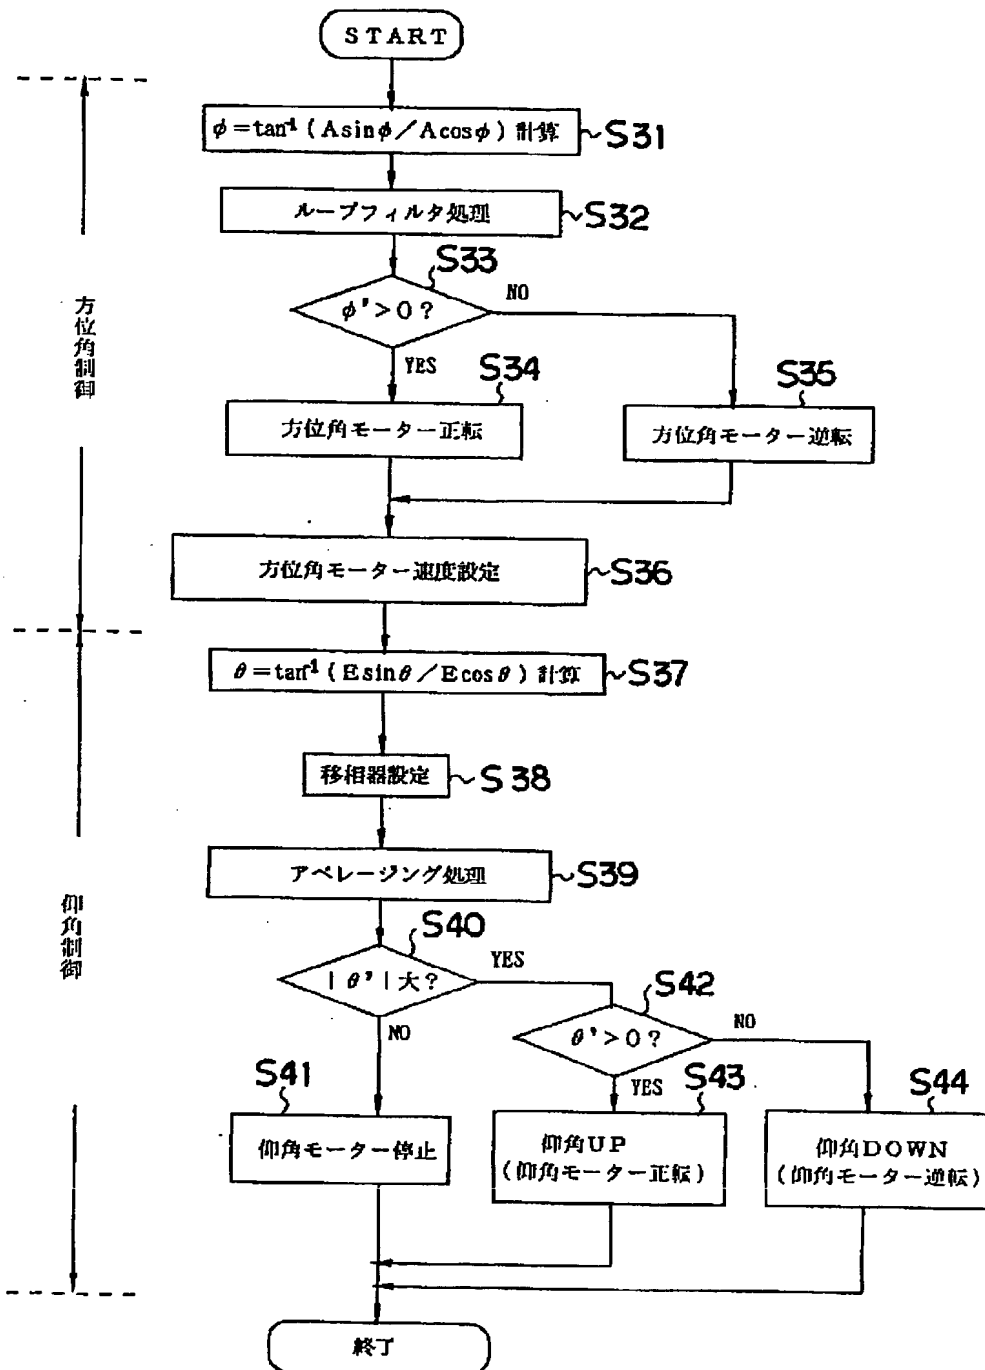 START
φ=tan⁻¹(Asinφ/Acosφ)計算
S31
ループフィルタ処理
S32
S33
φ'>0?
NO
YES
S34
S35
方位角モーター正転
方位角モーター逆転
方位角モーター速度設定
S36
方位角制御
θ=tan⁻¹(Esinθ/Ecosθ)計算
S37
移相器設定
S38
アベレージング処理
S39
S40
|θ'|大?
YES
NO
S42
θ'>0?
NO
YES
S41
S43
S44
仰角モーター停止
仰角UP
(仰角モーター正転)
仰角DOWN
(仰角モーター逆転)
仰角制御
終了